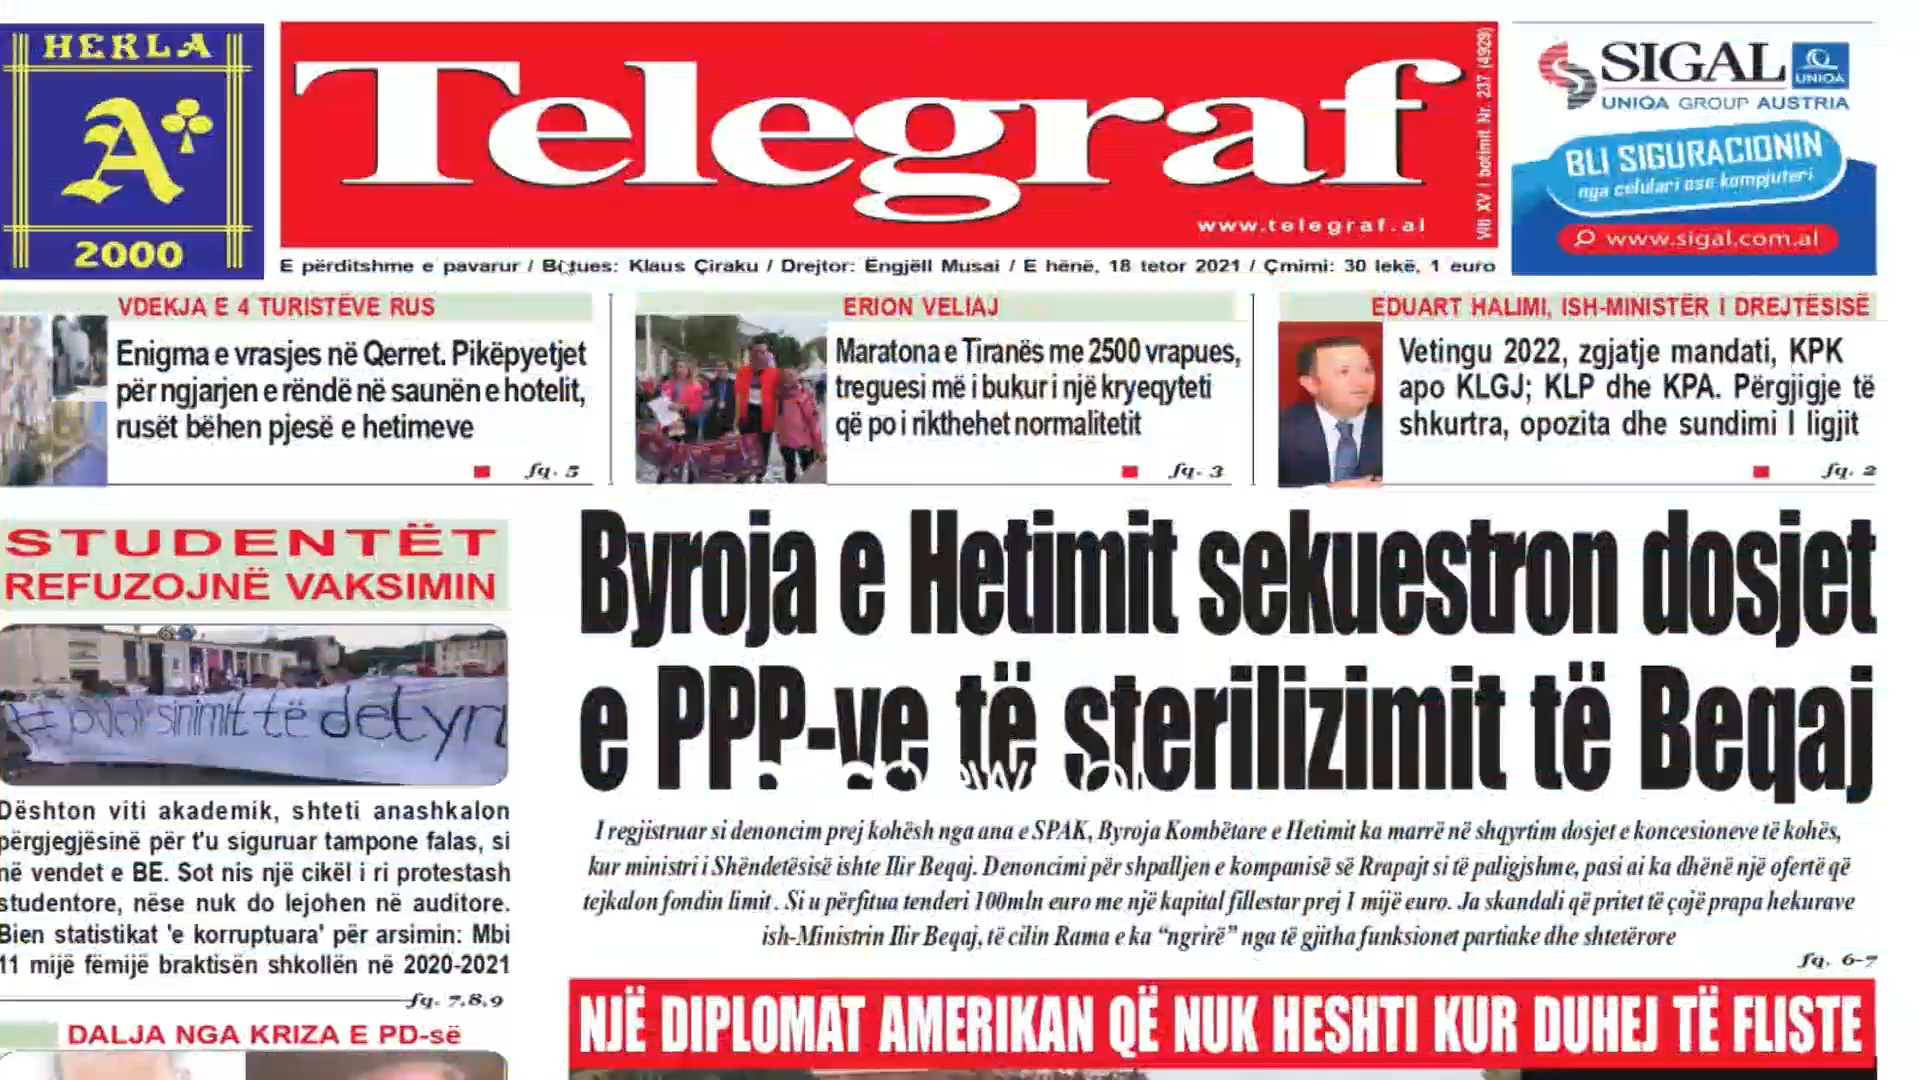 HERLA
A
2000
Telegraf
www.telegraf.al
Viti XV i botimit Nr. 237 (4929)
SIGAL
UNIQA
UNIQA GROUP AUSTRIA
BLI SIGURACIONIN
nga celulari ose kompjuteri
www.sigal.com.al
E përditshme e pavarur / Botues: Klaus Çiraku / Drejtor: Engjëll Musai / E hënë, 18 tetor 2021 / Çmimi: 30 lekë, 1 euro
VDEKJA E 4 TURISTËVE RUS
Enigma e vrasjes në Qerret. Pikëpyetjet
për ngjarjen e rëndë në saunën e hotelit,
rusët bëhen pjesë e hetimeve
fq. 5
ERION VELIAJ
Maratona e Tiranës me 2500 vrapues,
treguesi më i bukur i një kryeqyteti
që po i rikthehet normalitetit
fq. 3
EDUART HALIMI, ISH-MINISTËR I DREJTËSISË
Vetingu 2022, zgjatje mandati, KPK
apo KLGJ; KLP dhe KPA. Përgjigje të
shkurtra, opozita dhe sundimi I ligjit
fq. 2
STUDENTËT
REFUZOJNË VAKSIMIN
të detyr
Dështon viti akademik, shteti anashkalon
përgjegjësinë për t'u siguruar tampone falas, si
në vendet e BE. Sot nis një cikël i ri protestash
studentore, nëse nuk do lejohen në auditore.
Bien statistikat 'e korruptuara' për arsimin: Mbi
11 mijë fëmijë braktisën shkollën në 2020-2021
fq. 7,8,9
DALJA NGA KRIZA E PD-së
Byroja e Hetimit sekuestron dosjet
e PPP-ve të sterilizimit të Beqaj
I regjistruar si denoncim prej kohësh nga ana e SPAK, Byroja Kombëtare e Hetimit ka marrë në shqyrtim dosjet e koncesioneve të kohës,
kur ministri i Shëndetësisë ishte Ilir Beqaj. Denoncimi për shpalljen e kompanisë së Rrapajt si të paligjshme, pasi ai ka dhënë një ofertë që
tejkalon fondin limit . Si u përfitua tenderi 100mln euro me një kapital fillestar prej 1 mijë euro. Ja skandali që pritet të çojë prapa hekurave
ish-Ministrin Ilir Beqaj, të cilin Rama e ka “ngrirë” nga të gjitha funksionet partiake dhe shtetërore
fq. 6-7
NJË DIPLOMAT AMERIKAN QË NUK HESHTI KUR DUHEJ TË FLISTE